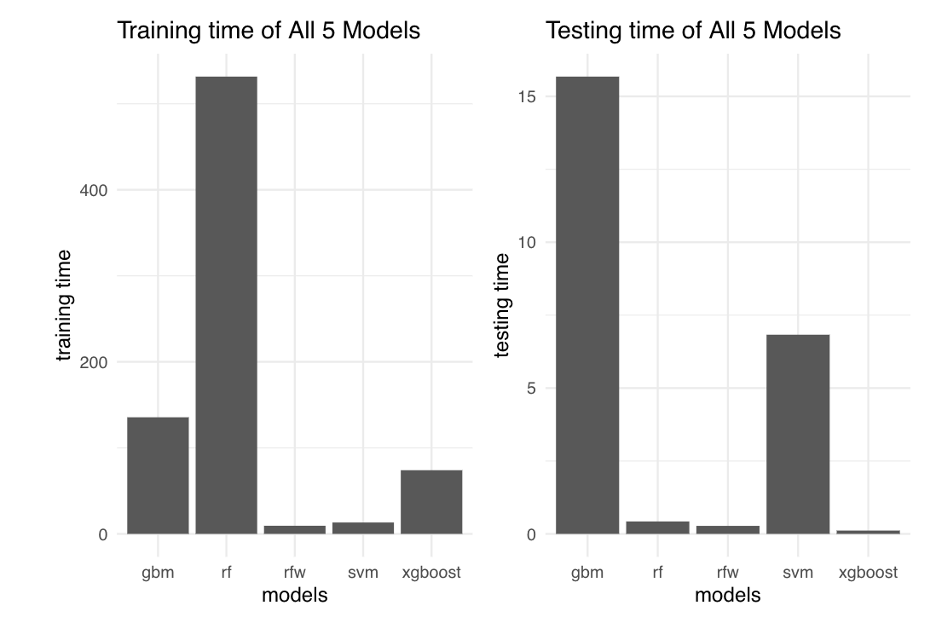 Training time of All 5 Models
training time
400
200
0
gbm rf rfw svm xgboost
models
Testing time of All 5 Models
testing time
15
10
5
0
gbm rf rfw svm xgboost
models